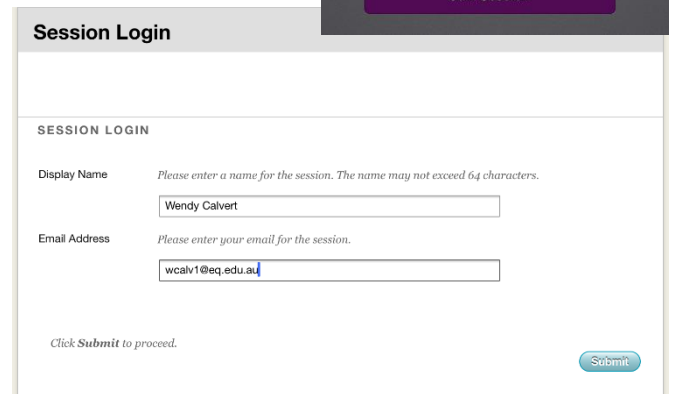 Session Login
SESSION LOGIN
Display Name
Please enter a name for the session. The name may not exceed 64 characters.
Wendy Calvert
Email Address
Please enter your email for the session.
wcalv1@eq.edu.au
Click Submit to proceed.
Submit